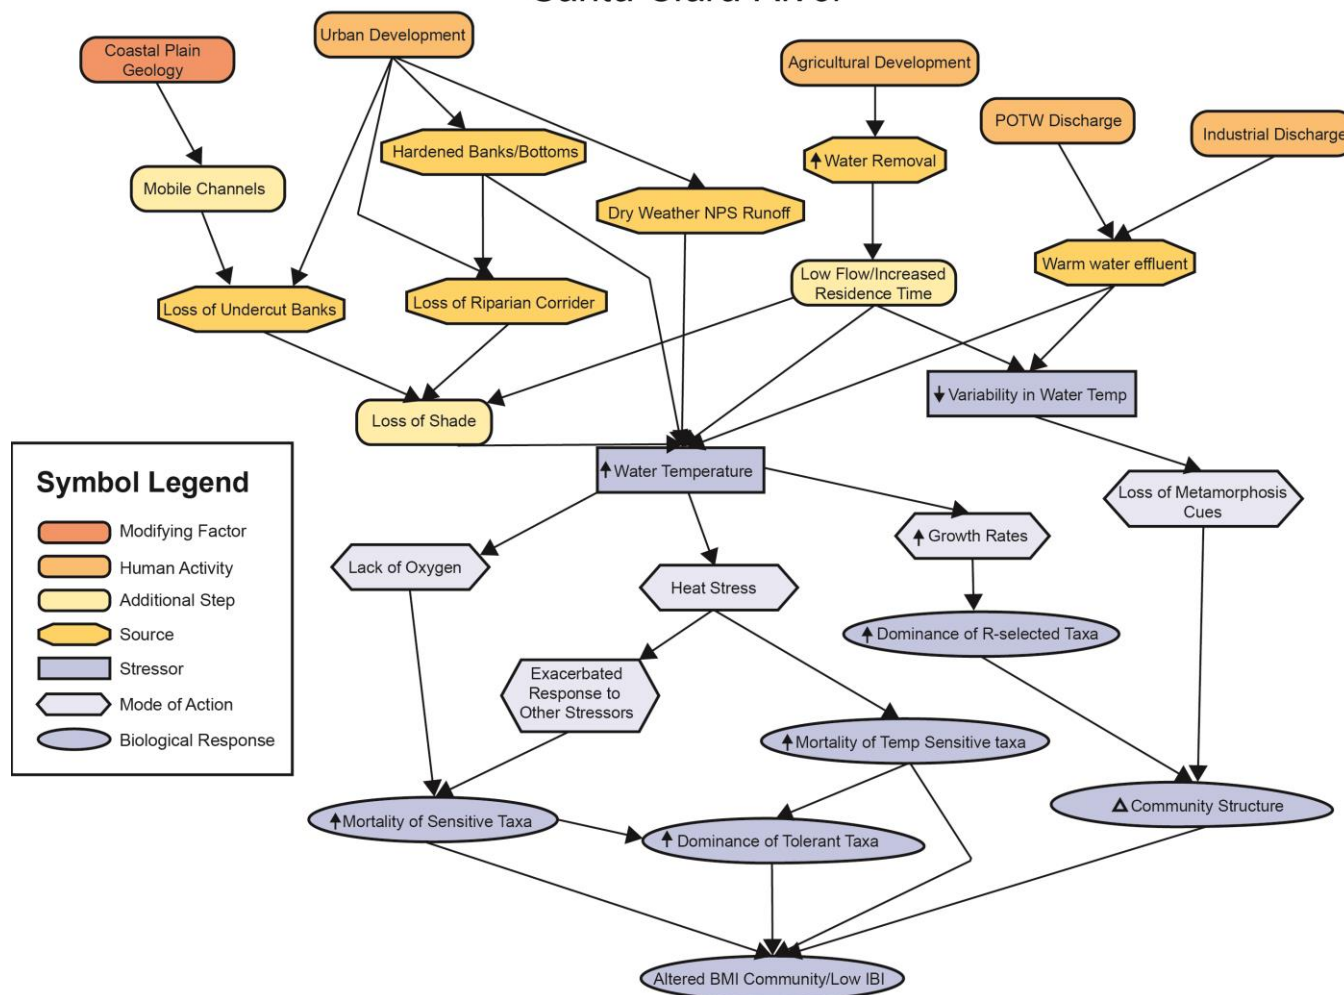 Santa Clara River
Coastal Plain
Geology
Urban Development
Agricultural Development
POTW Discharge
Industrial Discharge
Hardened Banks/Bottoms
Water Removal
Mobile Channels
Dry Weather NPS Runoff
Warm water effluent
Low Flow/Increased
Residence Time
Loss of Undercut Banks
Loss of Riparian Corrider
Variability in Water Temp
Loss of Shade
Water Temperature
Loss of Metamorphosis
Cues
Symbol Legend
Modifying Factor
Human Activity
Additional Step
Source
Stressor
Mode of Action
Biological Response
Growth Rates
Lack of Oxygen
Heat Stress
Dominance of R-selected Taxa
Exacerbated
Response to
Other Stressors
Mortality of Temp Sensitive taxa
Δ Community Structure
Mortality of Sensitive Taxa
Dominance of Tolerant Taxa
Altered BMI Community/Low IBI